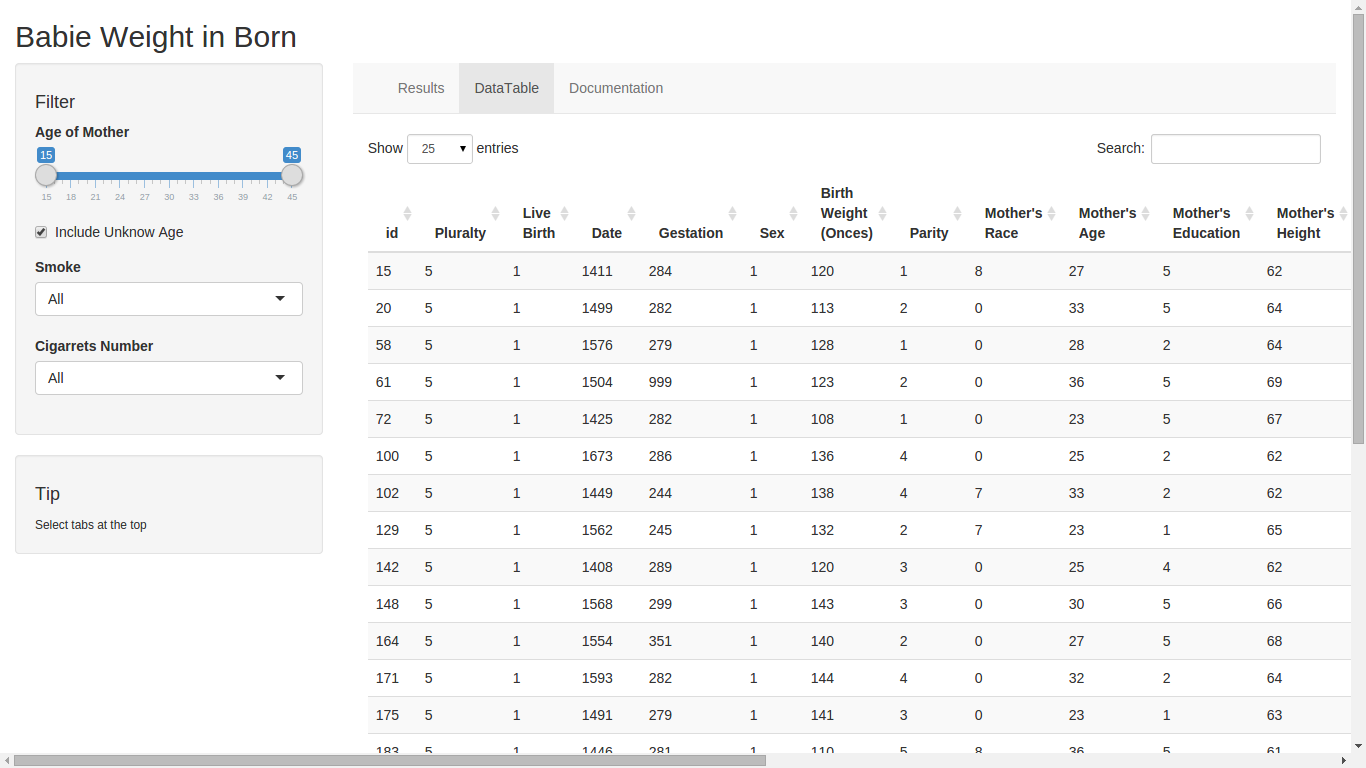 Babie Weight in Born
Filter
Age of Mother
15 45
15 18 21 24 27 30 33 36 39 42 45
Include Unknow Age
Smoke
All
Cigarrets Number
All
Tip
Select tabs at the top
Results DataTable Documentation
Show 25 entries Search:
id Pluralty Live Birth Date Gestation Sex Birth Weight (Onces) Parity Mother's Race Mother's Age Mother's Education Mother's Height
15 5 1 1411 284 1 120 1 8 27 5 62
20 5 1 1499 282 1 113 2 0 33 5 64
58 5 1 1576 279 1 128 1 0 28 2 64
61 5 1 1504 999 1 123 2 0 36 5 69
72 5 1 1425 282 1 108 1 0 23 5 67
100 5 1 1673 286 1 136 4 0 25 2 62
102 5 1 1449 244 1 138 4 7 33 2 62
129 5 1 1562 245 1 132 2 7 23 1 65
142 5 1 1408 289 1 120 3 0 25 4 62
148 5 1 1568 299 1 143 3 0 30 5 66
164 5 1 1554 351 1 140 2 0 27 5 68
171 5 1 1593 282 1 144 4 0 32 2 64
175 5 1 1491 279 1 141 3 0 23 1 63
183 5 1 1446 281 1 110 5 8 36 5 61